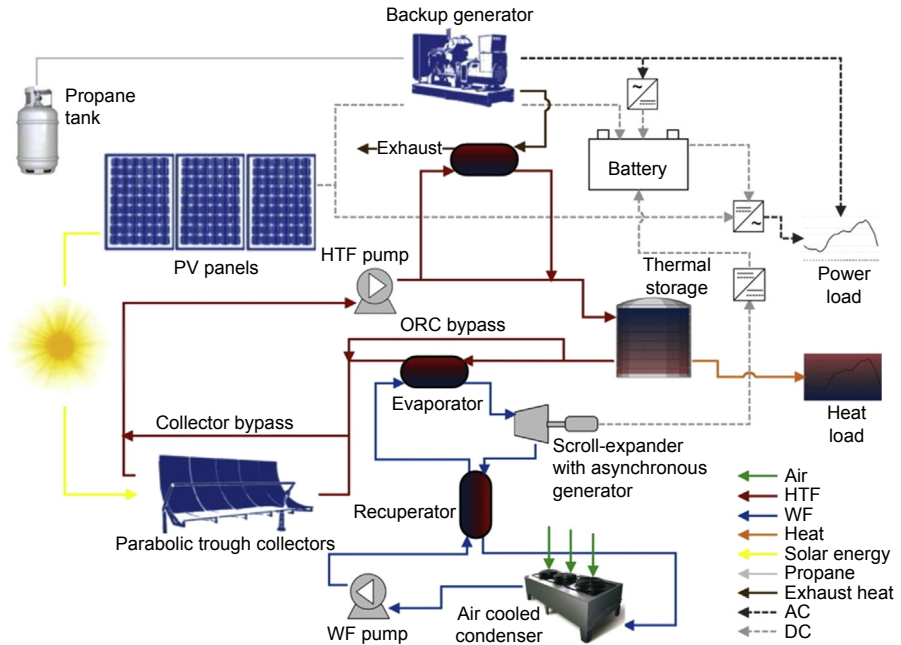 Backup generator
Propane
tank
Exhaust
Battery
PV panels
HTF pump
Thermal
storage
Power
load
ORC bypass
Evaporator
Heat
load
Collector bypass
Scroll-expander
with asynchronous
generator
Recuperator
Parabolic trough collectors
WF pump
Air cooled
condenser
Air
HTF
WF
Heat
Solar energy
Propane
Exhaust heat
AC
DC